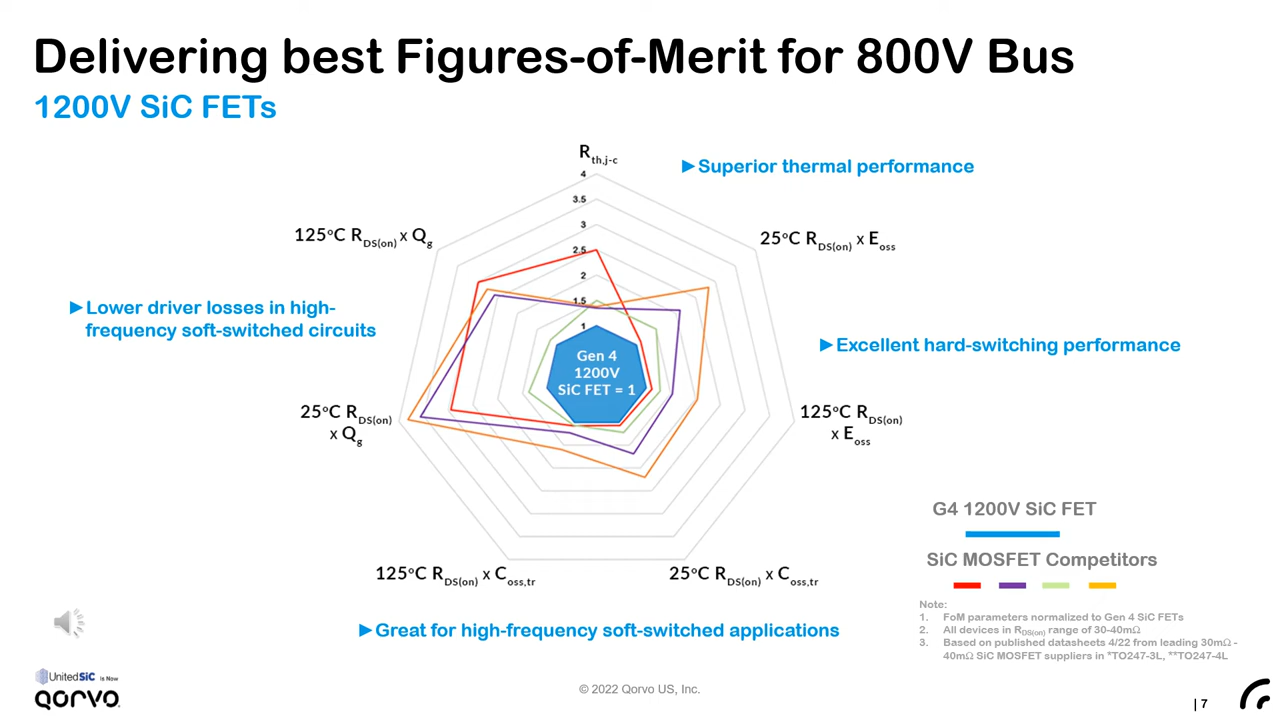 Delivering best Figures-of-Merit for 800V Bus
1200V SiC FETs
R th,j-c
►Superior thermal performance
4
3.5
3
2.5
2
1.5
1
125°C R DS(on) x Q g
25°C R DS(on) x E oss
►Lower driver losses in high-
frequency soft-switched circuits
►Excellent hard-switching performance
Gen 4
1200V
SiC FET = 1
25°C R DS(on)
x Q g
125°C R DS(on)
x E oss
125°C R DS(on) x C oss,tr
25°C R DS(on) x C oss,tr
►Great for high-frequency soft-switched applications
G4 1200V SiC FET
SiC MOSFET Competitors
Note:
1. FoM parameters normalized to Gen 4 SiC FETs
2. All devices in R DS(on) range of 30-40mΩ
3. Based on published datasheets 4/22 from leading 30mΩ -
40mΩ SiC MOSFET suppliers in *TO247-3L, **TO247-4L
UnitedSiC is Now
QORVO
© 2022 Qorvo US, Inc.
| 7